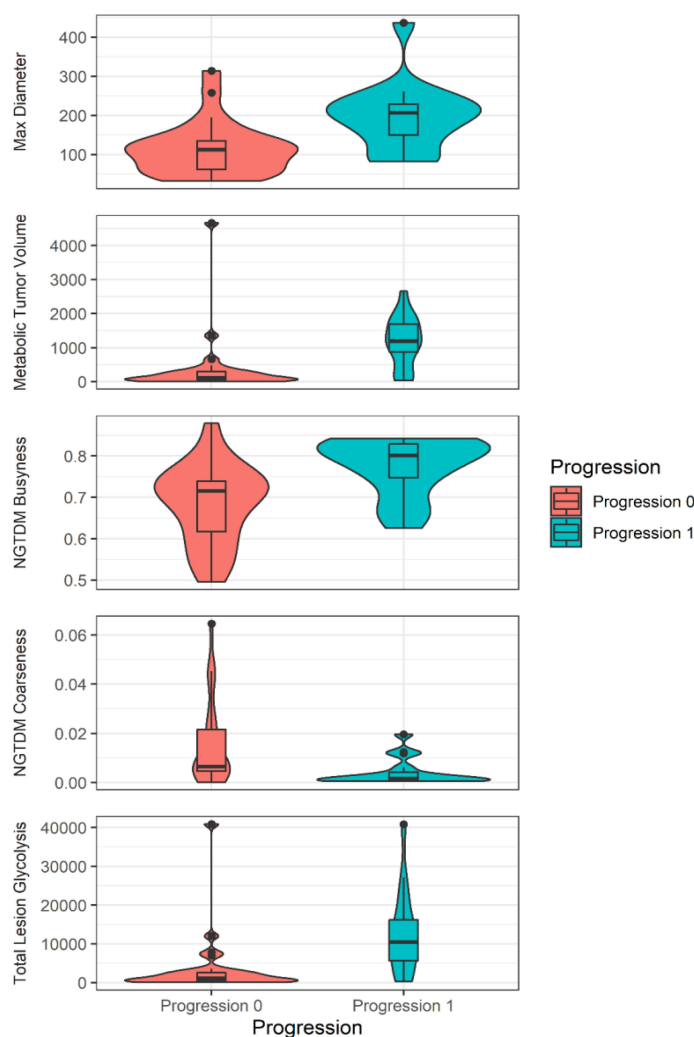 Max Diameter
400
300
200
100
Metabolic Tumor Volume
4000
3000
2000
1000
0
NGTDM Busyness
0.8
0.7
0.6
0.5
NGTDM Coarseness
0.06
0.04
0.02
0.00
Total Lesion Glycolysis
40000
30000
20000
10000
0
Progression 0 Progression 1
Progression
Progression
Progression 0
Progression 1